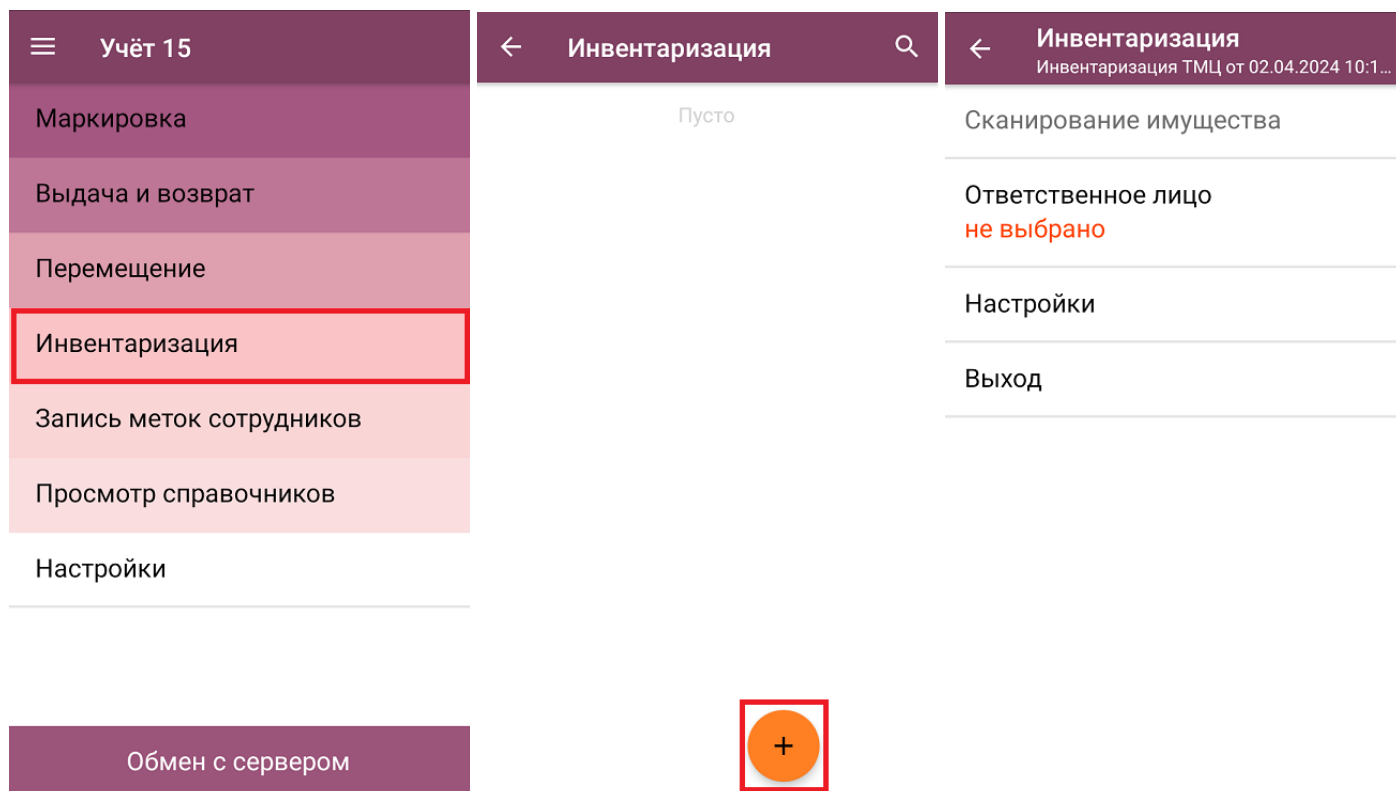 Учёт 15
Маркировка
Выдача и возврат
Перемещение
Инвентаризация
Запись меток сотрудников
Просмотр справочников
Настройки
Обмен с сервером
Инвентаризация
Пусто
+
Инвентаризация
Инвентаризация ТМЦ от 02.04.2024 10:1...
Сканирование имущества
Ответственное лицо
не выбрано
Настройки
Выход